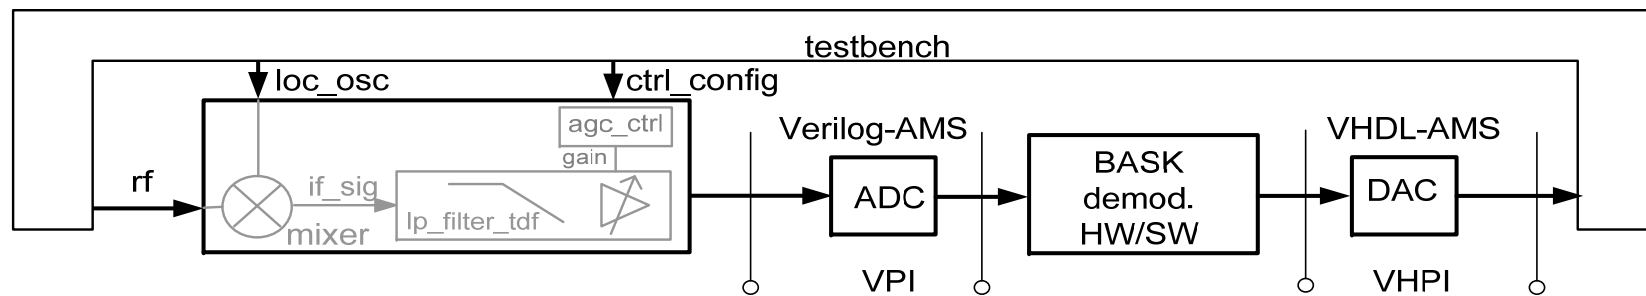 testbench
loc_osc
ctrl_config
agc_ctrl
gain
rf
if_sig
lp_filter_tdf
mixer
Verilog-AMS
ADC
VPI
BASK
demod.
HW/SW
VHDL-AMS
DAC
VHPI